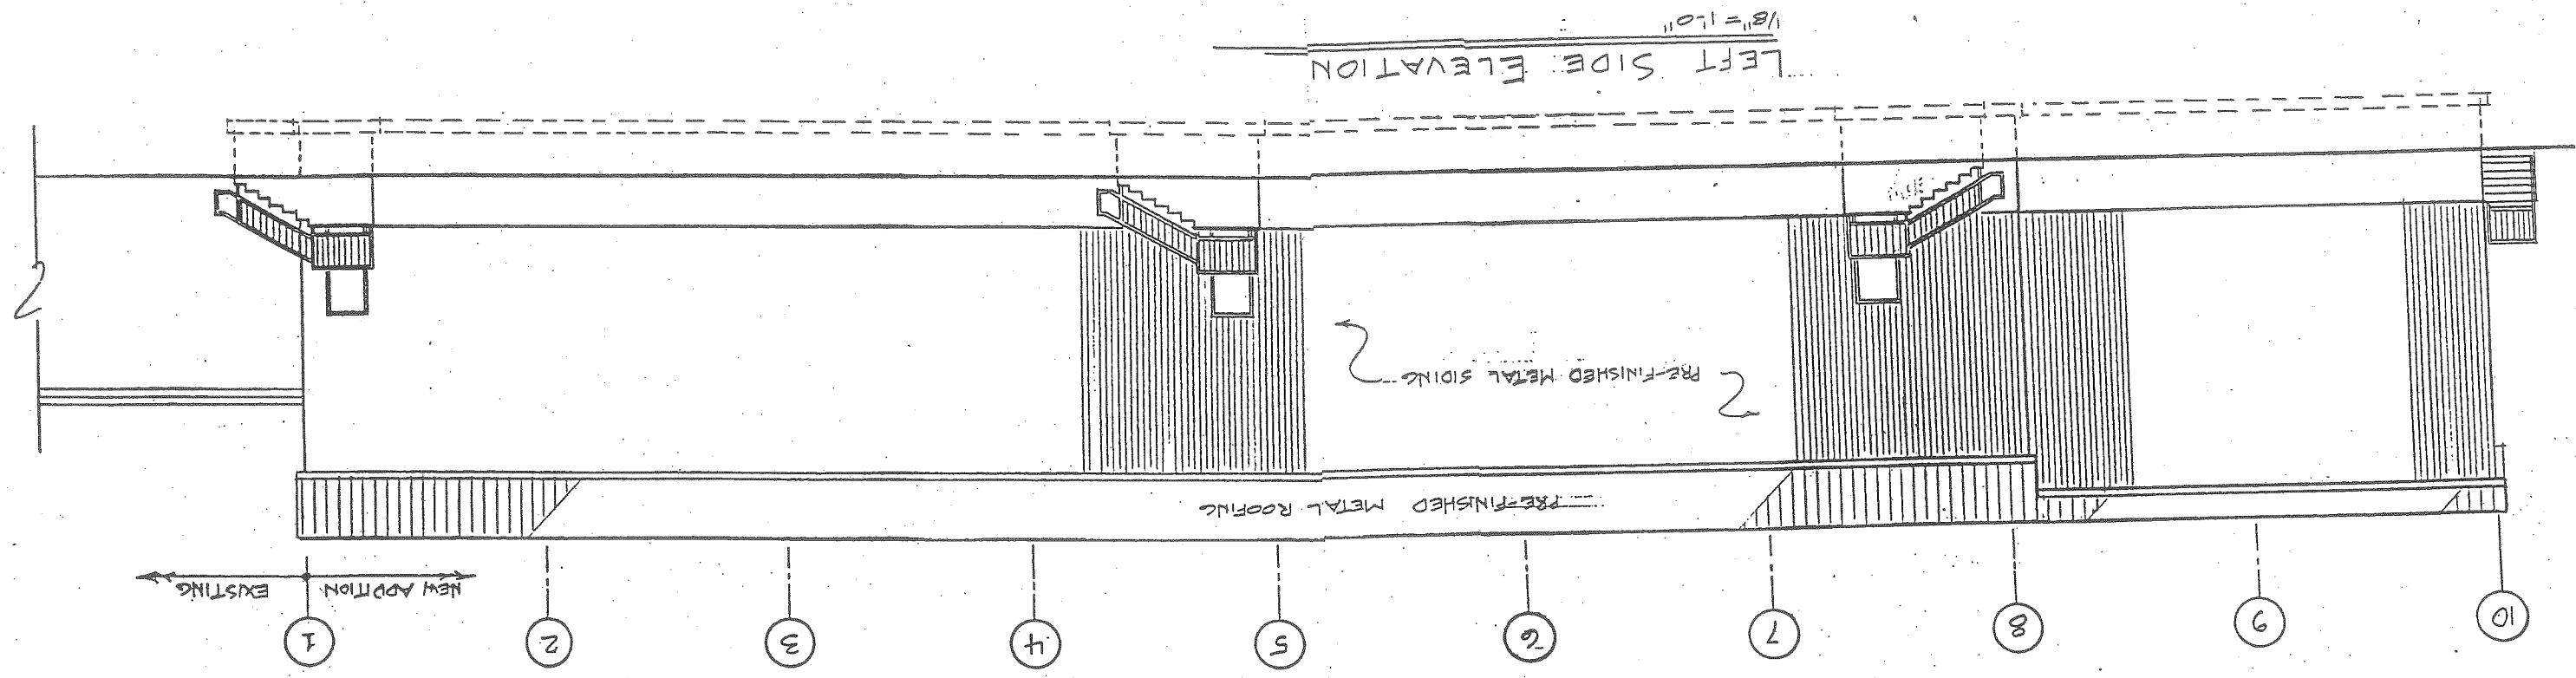 10 9 8 7 6 5 4 3 2 1
NEW ADDITION EXISTING
PRE-FINISHED METAL ROOFING
PRE-FINISHED METAL SIDING
LEFT SIDE ELEVATION
1/8"=1'-0"